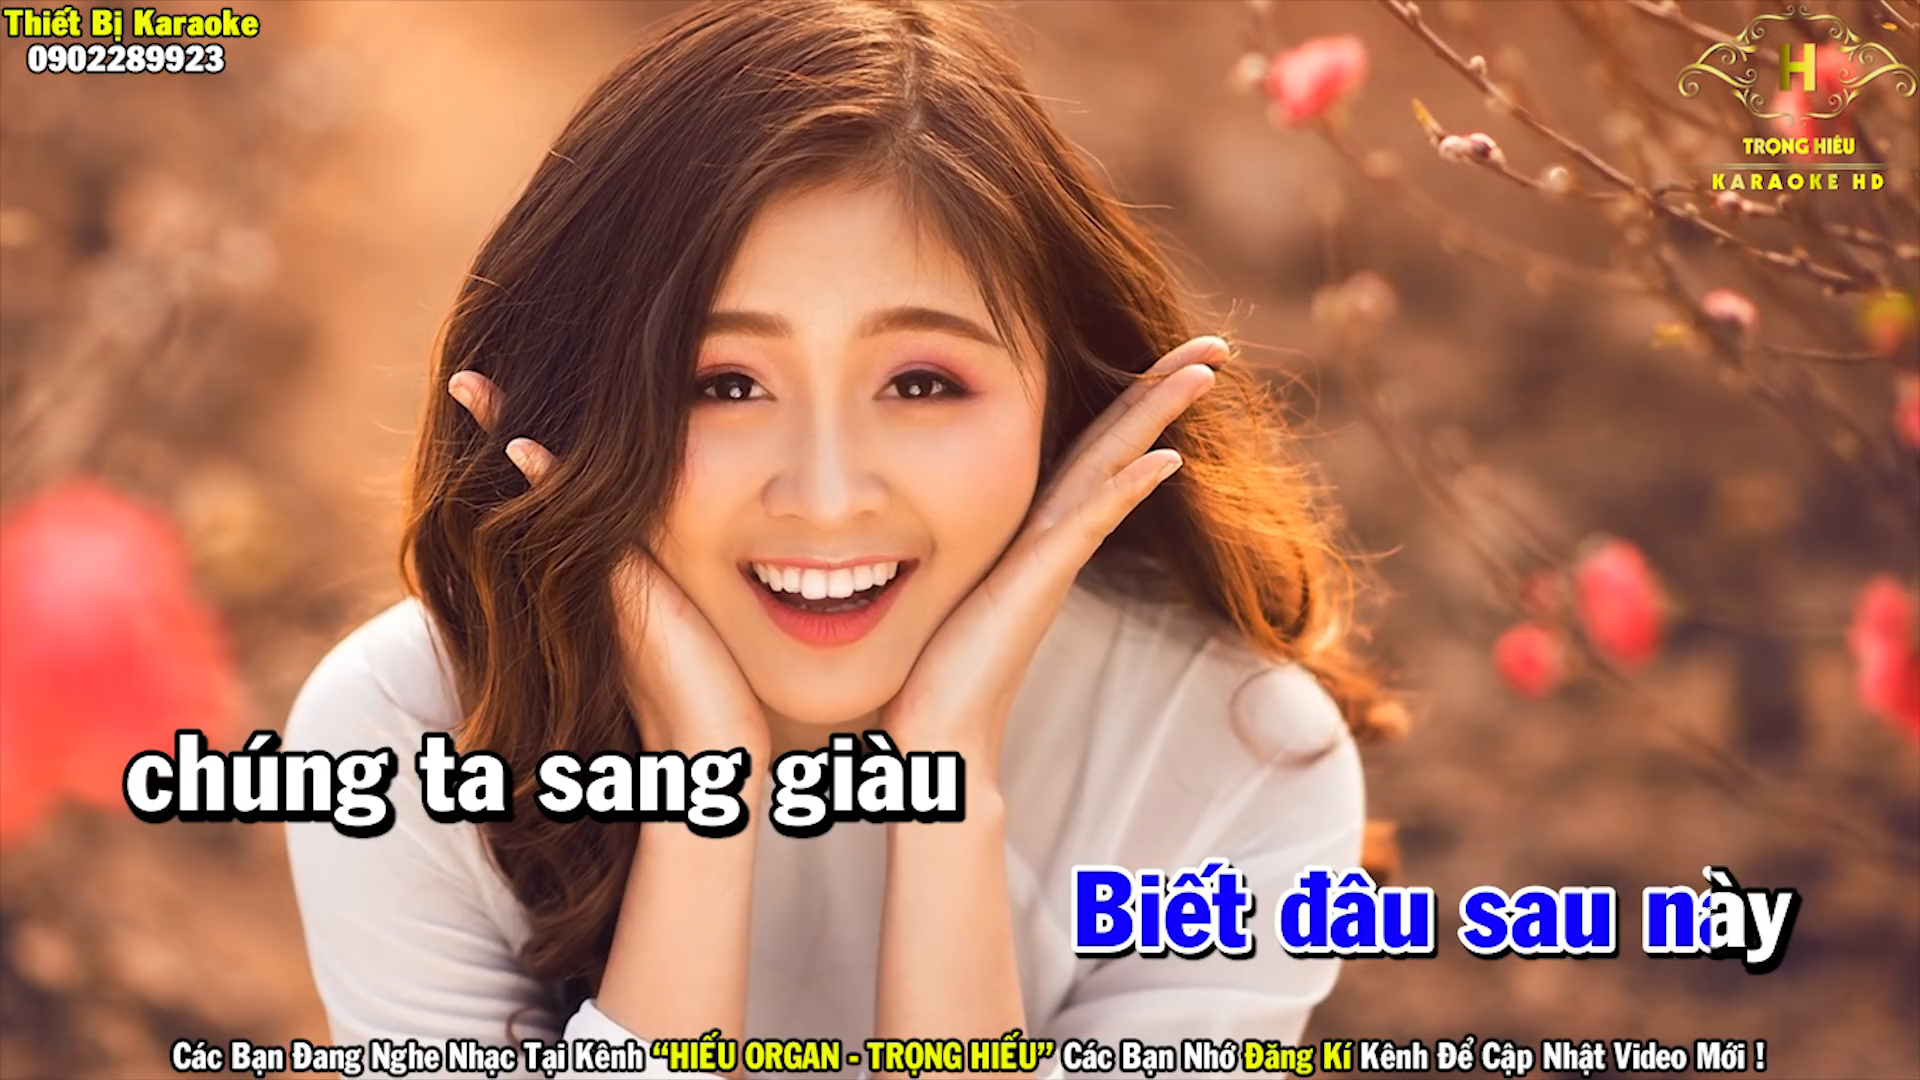 Thiết Bị Karaoke
0902289923
H
TRỌNG HIẾU
KARAOKE HD
chúng ta sang giàu
Biết đâu sau này
Các Bạn Đang Nghe Nhạc Tại Kênh “HIẾU ORGAN - TRỌNG HIẾU” Các Bạn Nhớ Đăng Kí Kênh Để Cập Nhật Video Mới !